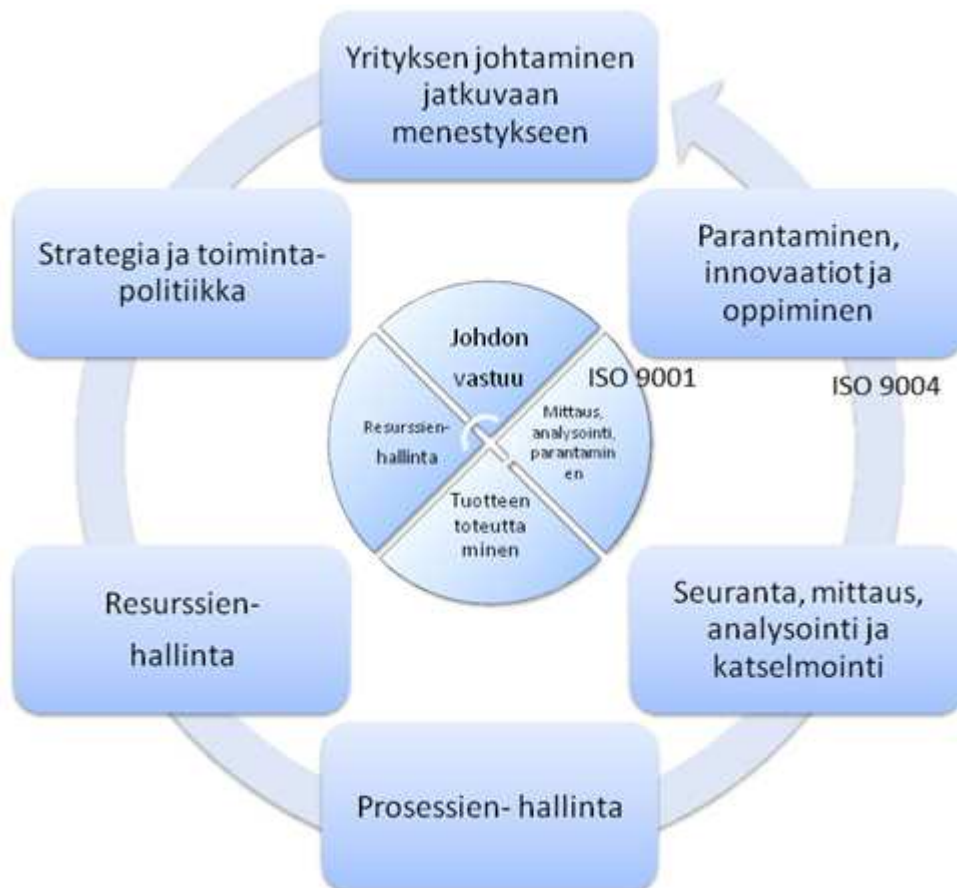 Yrityksen johtaminen
jatkuvaan
menestykseen
Strategia ja toiminta-
politiikka
Parantaminen,
innovaatiot ja
oppiminen
Johdon
vastuu
ISO 9001
ISO 9004
Resurssien-
hallinta
Mittaus,
analysointi,
parantamin
en
Tuotteen
toteutta
minen
Resurssien-
hallinta
Seuranta, mittaus,
analysointi ja
katselmointi
Prosessien- hallinta